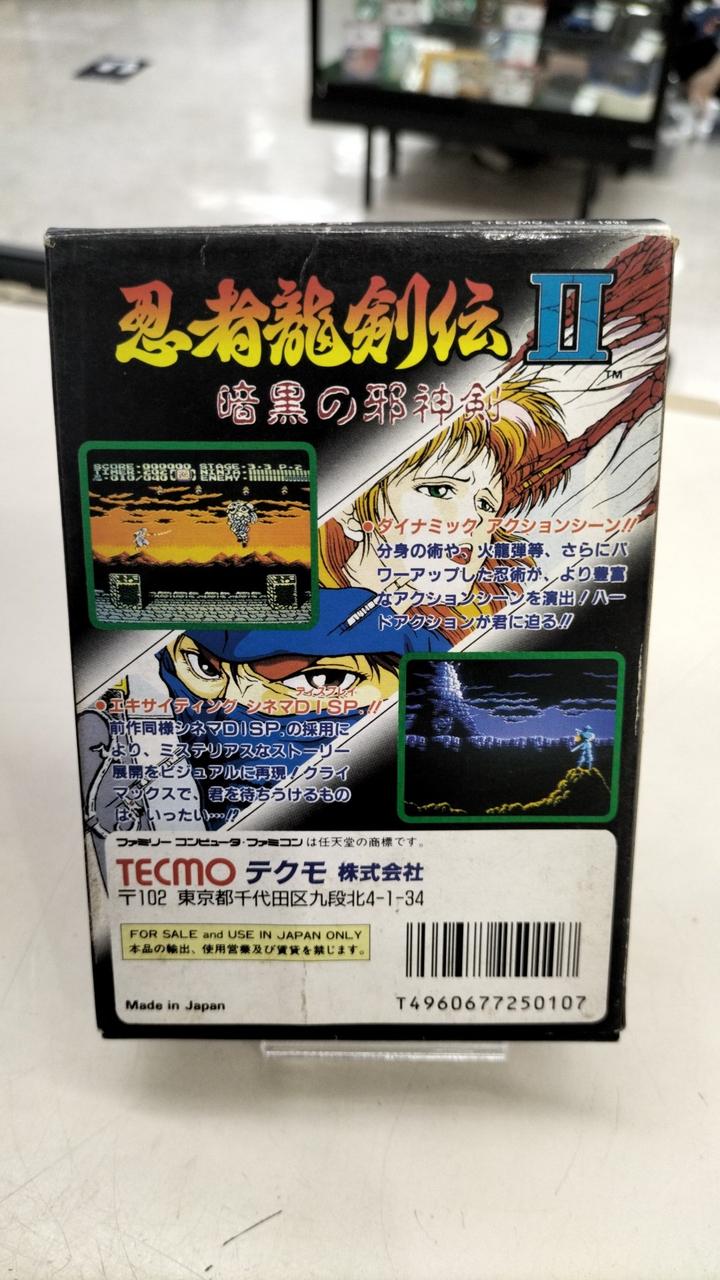 ©TECMO, LTD. 1990
忍者龍剣伝 II
TM
暗黒の邪神剣
SCORE-000000 STAGE-3-3 P-2
NINJA-
ENEMY-
●ダイナミック アクションシーン!!
分身の術や、火龍弾等、さらにパ
ワーアップした忍術が、より豊富
なアクションシーンを演出！ハー
ドアクションが君に迫る!!
ディスプレイ
●エキサイティング シネマDISP.!!
前作同様シネマDISP.の採用に
より、ミステリアスなストーリー
展開をビジュアルに再現！クライ
マックスで、君を待ちうけるもの
は、いったい…!?
ファミリー コンピュータ・ファミコンは任天堂の商標です。
TECMO テクモ 株式会社
〒102 東京都千代田区九段北4-1-34
FOR SALE and USE IN JAPAN ONLY
本品の輸出、使用営業及び賃貸を禁じます。
Made in Japan
T4960677250107